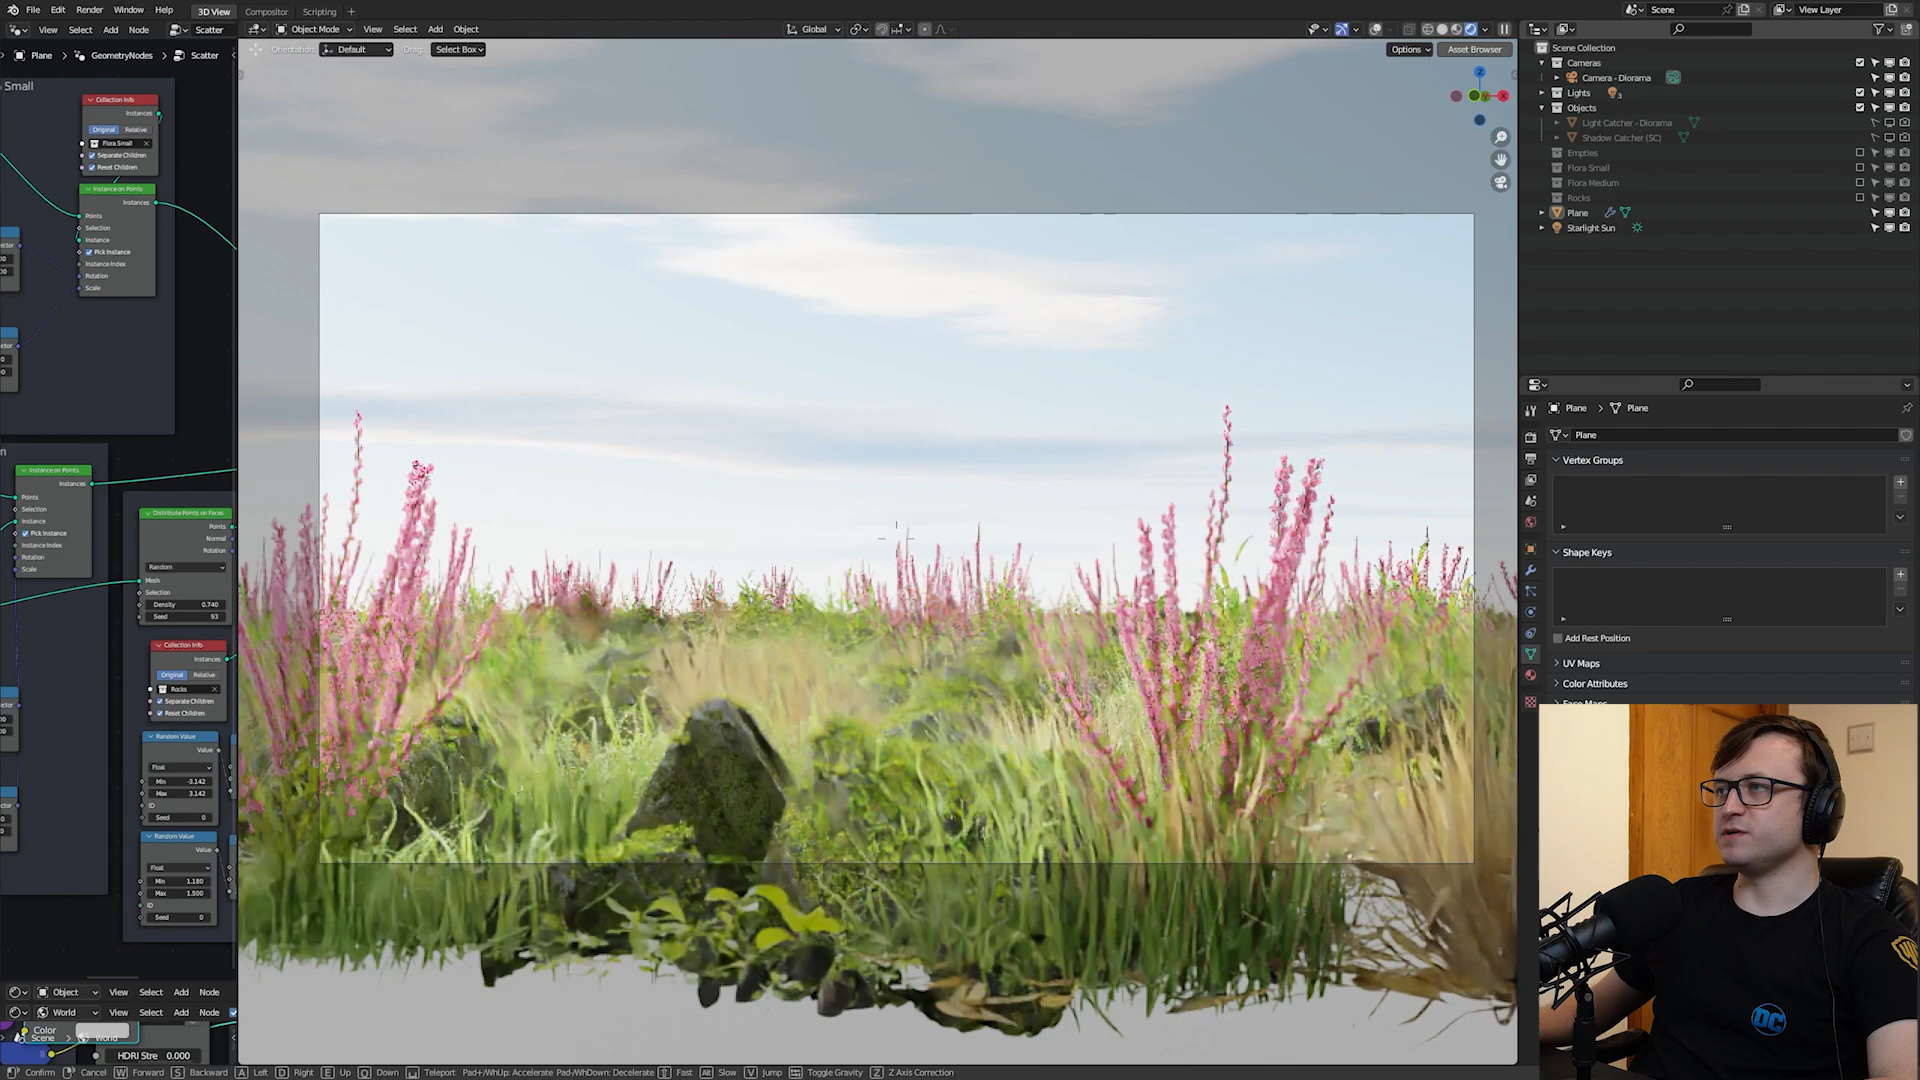 File Edit Render Window Help 3D View Compositor Scripting + Scene View Layer
View Select Add Node Scatter Object Mode View Select Add Object Global
Plane > GeometryNodes > Scatter Orientation: Default Drag: Select Box Options Asset Browser
Small
Collection Info
Instances
Original Relative
Flora Small
Separate Children
Reset Children
Instance on Points
Instances
Points
Selection
Instance
Pick Instance
Instance Index
Rotation
Scale
Instance on Points
Instances
Points
Selection
Instance
Pick Instance
Instance Index
Rotation
Scale
Distribute Points on Faces
Points
Normal
Rotation
Random
Mesh
Selection
Density 0.740
Seed 93
Collection Info
Instances
Original Relative
Rocks
Separate Children
Reset Children
Random Value
Value
Float
Min -3.142
Max 3.142
ID
Seed 0
Random Value
Value
Float
Min 1.180
Max 1.500
ID
Seed 0
Object View Select Add Node
World View Select Add Node
Color
Scene > World
HDRI Stre 0.000
Z
X
Scene Collection
Cameras
Camera - Diorama
Lights 3
Objects
Light Catcher - Diorama
Shadow Catcher (SC)
Empties
Flora Small
Flora Medium
Rocks
Plane
Starlight Sun
Plane > Plane
Plane
Vertex Groups
Shape Keys
Add Rest Position
UV Maps
Color Attributes
Face Maps
DC
Confirm Cancel W Forward S Backward A Left D Right E Up Q Down Teleport Pad+/WhUp: Accelerate Pad-/WhDown: Decelerate Fast Alt Slow V Jump Toggle Gravity Z Z Axis Correction